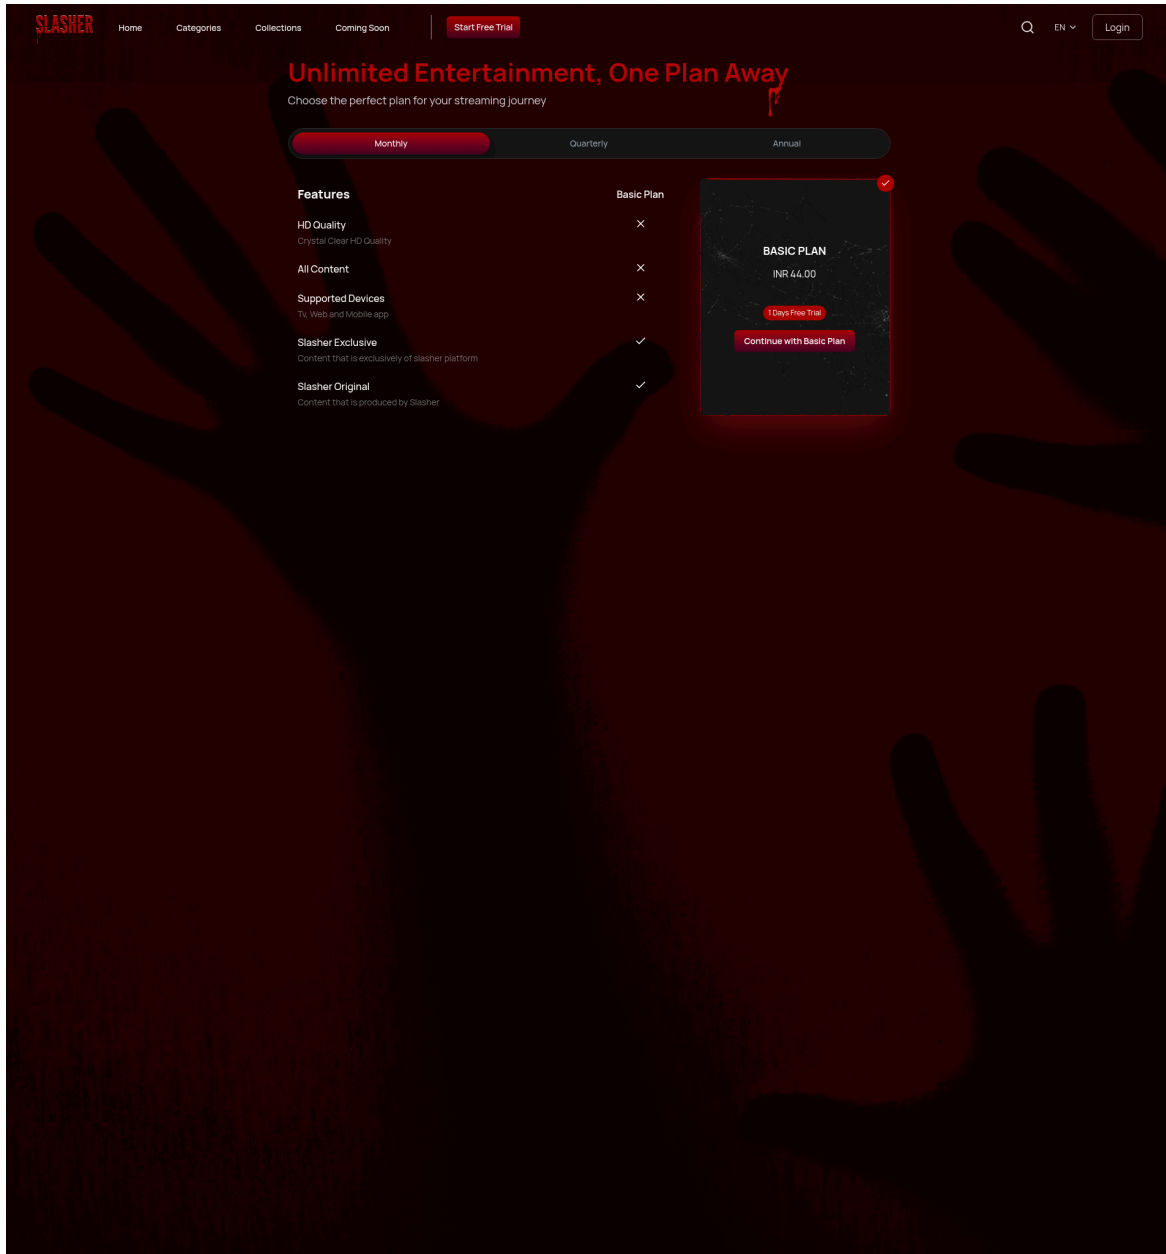 SLASHER Home Categories Collections Coming Soon Start Free Trial EN Login
Unlimited Entertainment, One Plan Away
Choose the perfect plan for your streaming journey
Monthly Quarterly Annual
Features Basic Plan
HD Quality
Crystal Clear HD Quality
All Content
Supported Devices
Tv, Web and Mobile app
Slasher Exclusive
Content that is exclusively of slasher platform
Slasher Original
Content that is produced by Slasher
BASIC PLAN
INR 44.00
1 Days Free Trial
Continue with Basic Plan